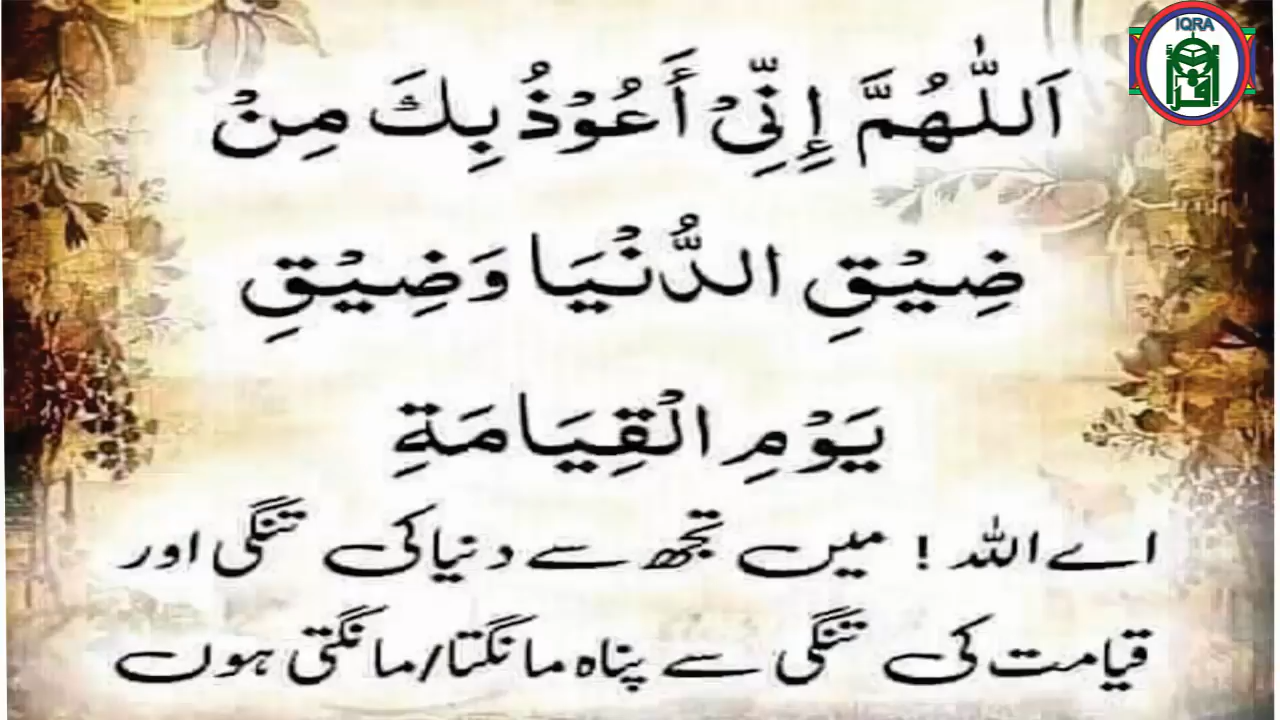 IQRA
اَللّٰهُمَّ إِنِّيْ أَعُوْذُ بِكَ مِنْ
ضِيْقِ الدُّنْيَا وَضِيْقِ
يَوْمِ الْقِيَامَةِ
اے اللہ ! میں تجھ سے دنیا کی تنگی اور
قیامت کی تنگی سے پناہ مانگتا/مانگتی ہوں